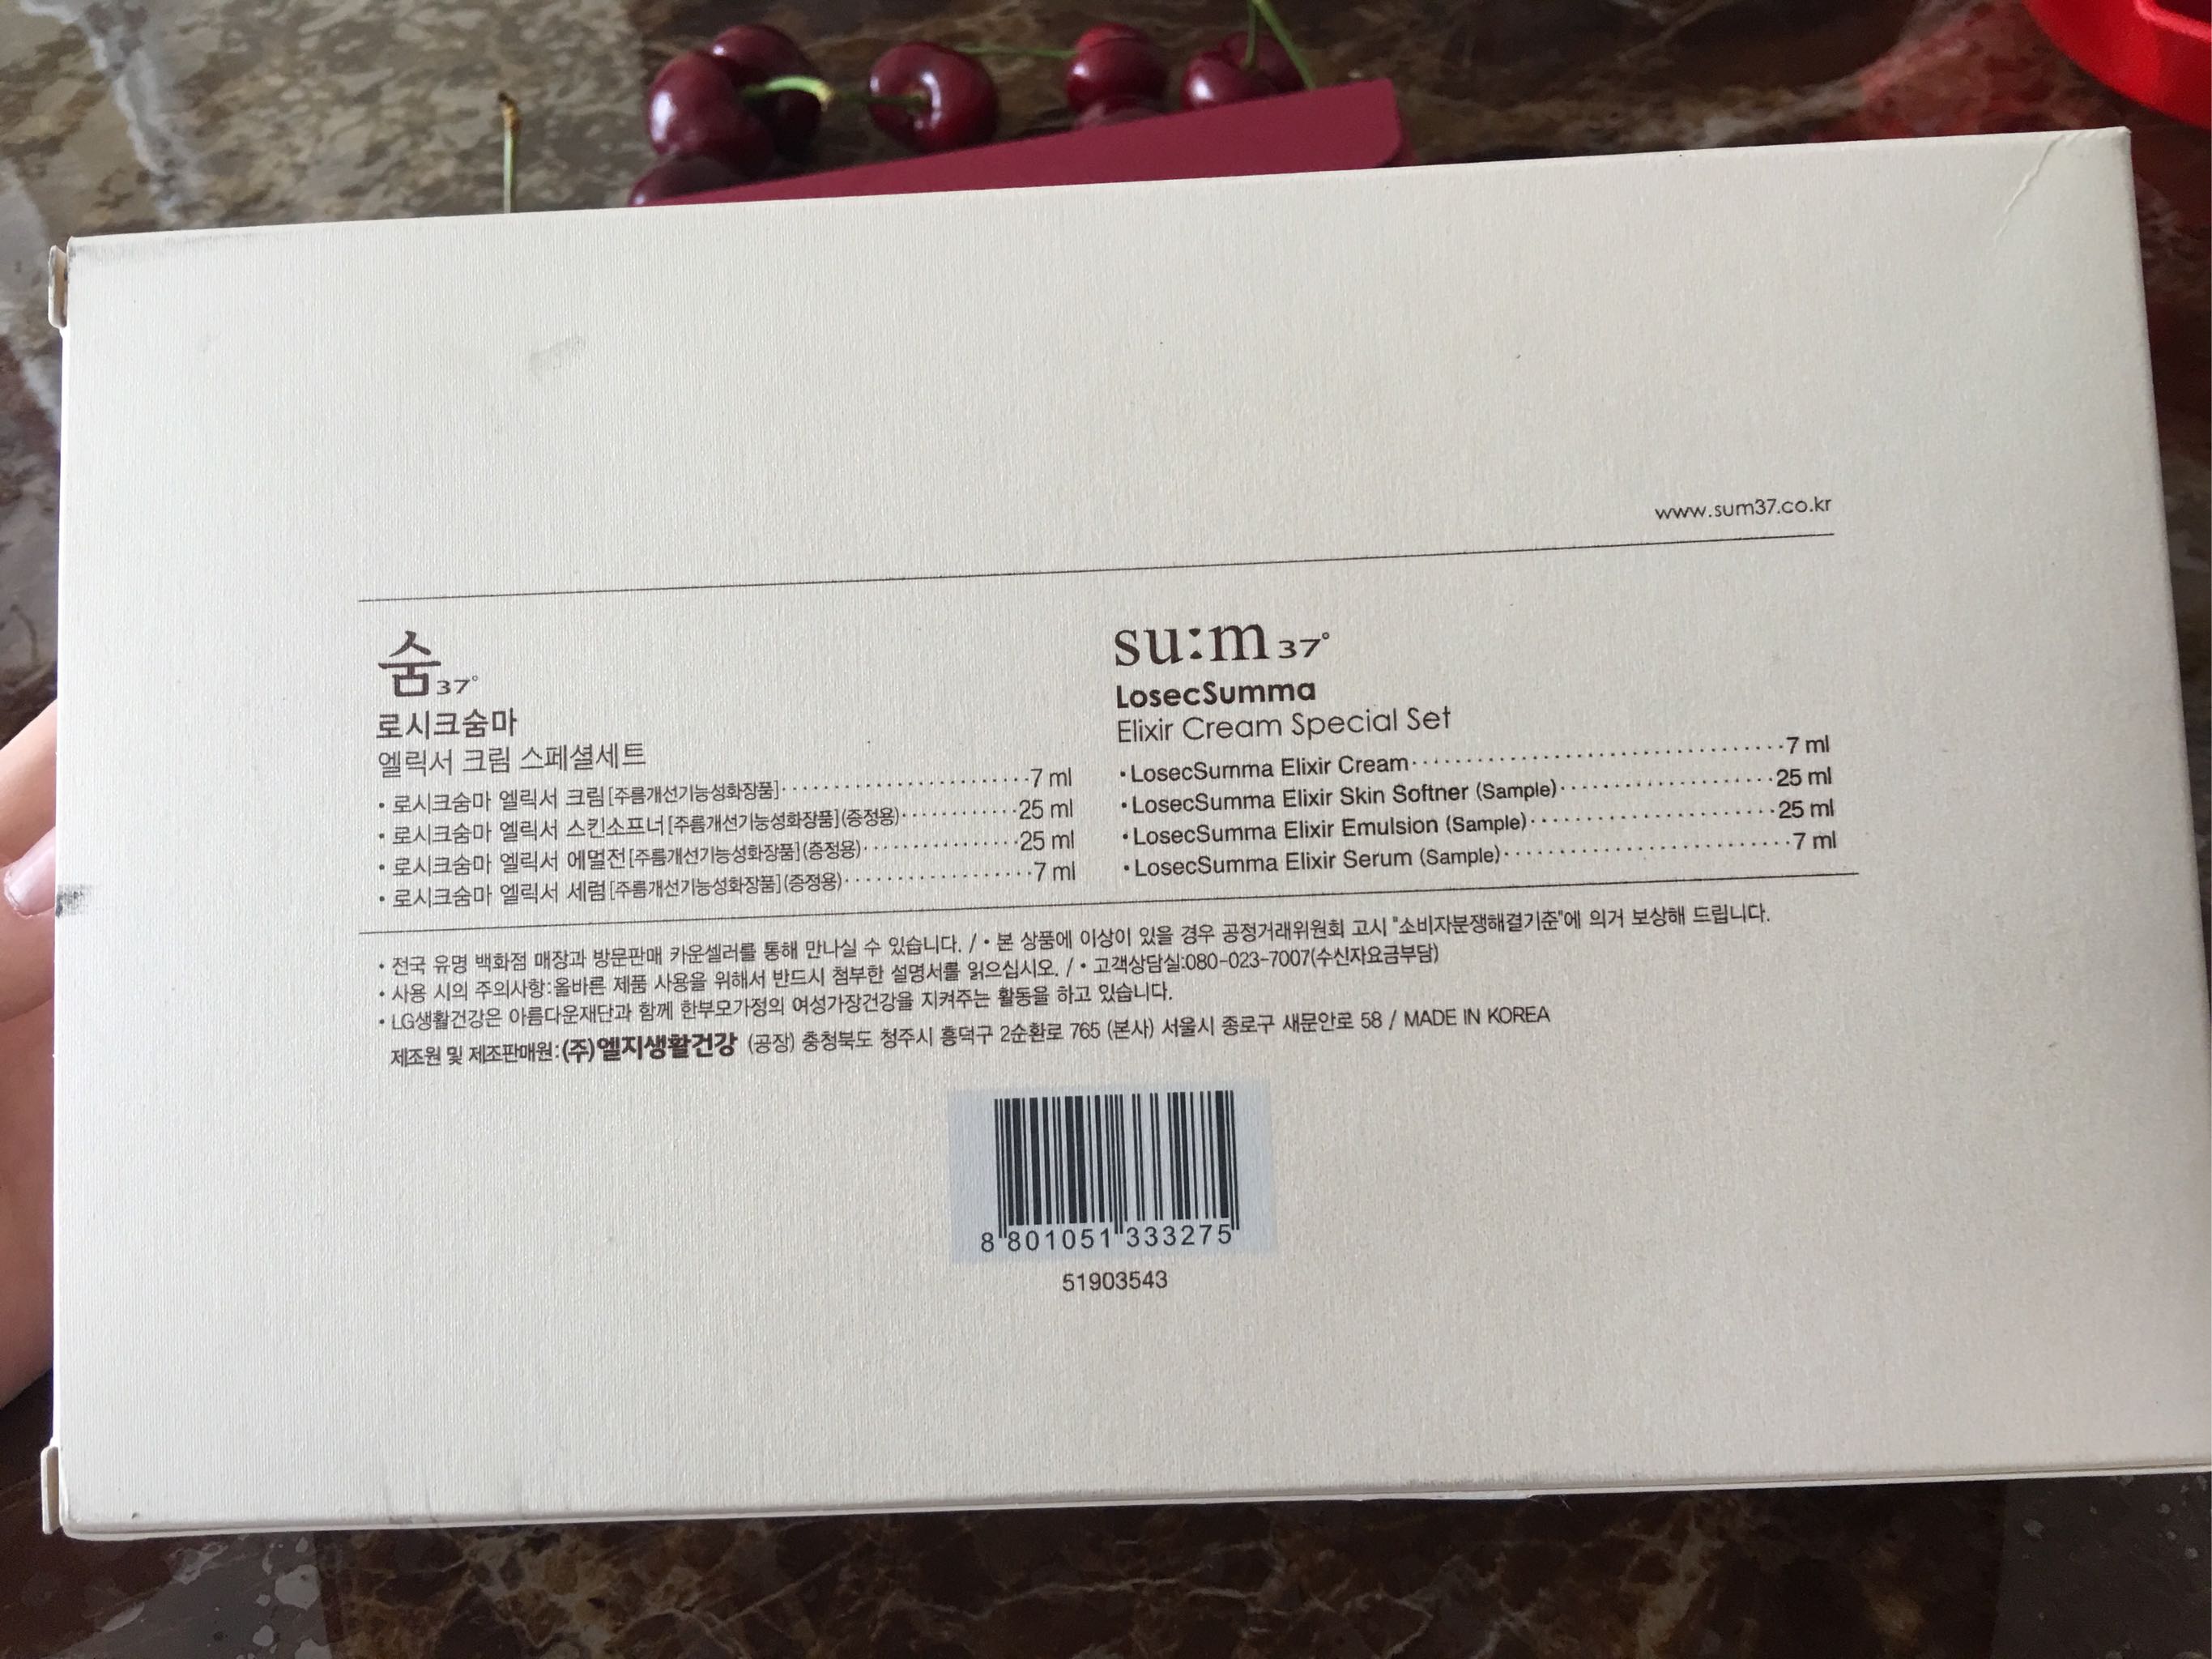 www.sum37.co.kr
숨37°
로시크숨마
엘릭서 크림 스페셜세트
• 로시크숨마 엘릭서 크림[주름개선기능성화장품]····················7 ml
• 로시크숨마 엘릭서 스킨소프너[주름개선기능성화장품](증정용)··········25 ml
• 로시크숨마 엘릭서 에멀전[주름개선기능성화장품](증정용)·············25 ml
• 로시크숨마 엘릭서 세럼[주름개선기능성화장품](증정용)···············7 ml
su:m37°
LosecSumma
Elixir Cream Special Set
•LosecSumma Elixir Cream······························7 ml
•LosecSumma Elixir Skin Softner (Sample)·················25 ml
•LosecSumma Elixir Emulsion (Sample)····················25 ml
•LosecSumma Elixir Serum (Sample)·······················7 ml
• 전국 유명 백화점 매장과 방문판매 카운셀러를 통해 만나실 수 있습니다. / • 본 상품에 이상이 있을 경우 공정거래위원회 고시 "소비자분쟁해결기준"에 의거 보상해 드립니다.
• 사용 시의 주의사항:올바른 제품 사용을 위해서 반드시 첨부한 설명서를 읽으십시오. / • 고객상담실:080-023-7007(수신자요금부담)
• LG생활건강은 아름다운재단과 함께 한부모가정의 여성가장건강을 지켜주는 활동을 하고 있습니다.
제조원 및 제조판매원:(주)엘지생활건강 (공장) 충청북도 청주시 흥덕구 2순환로 765 (본사) 서울시 종로구 새문안로 58 / MADE IN KOREA
8 801051 333275
51903543